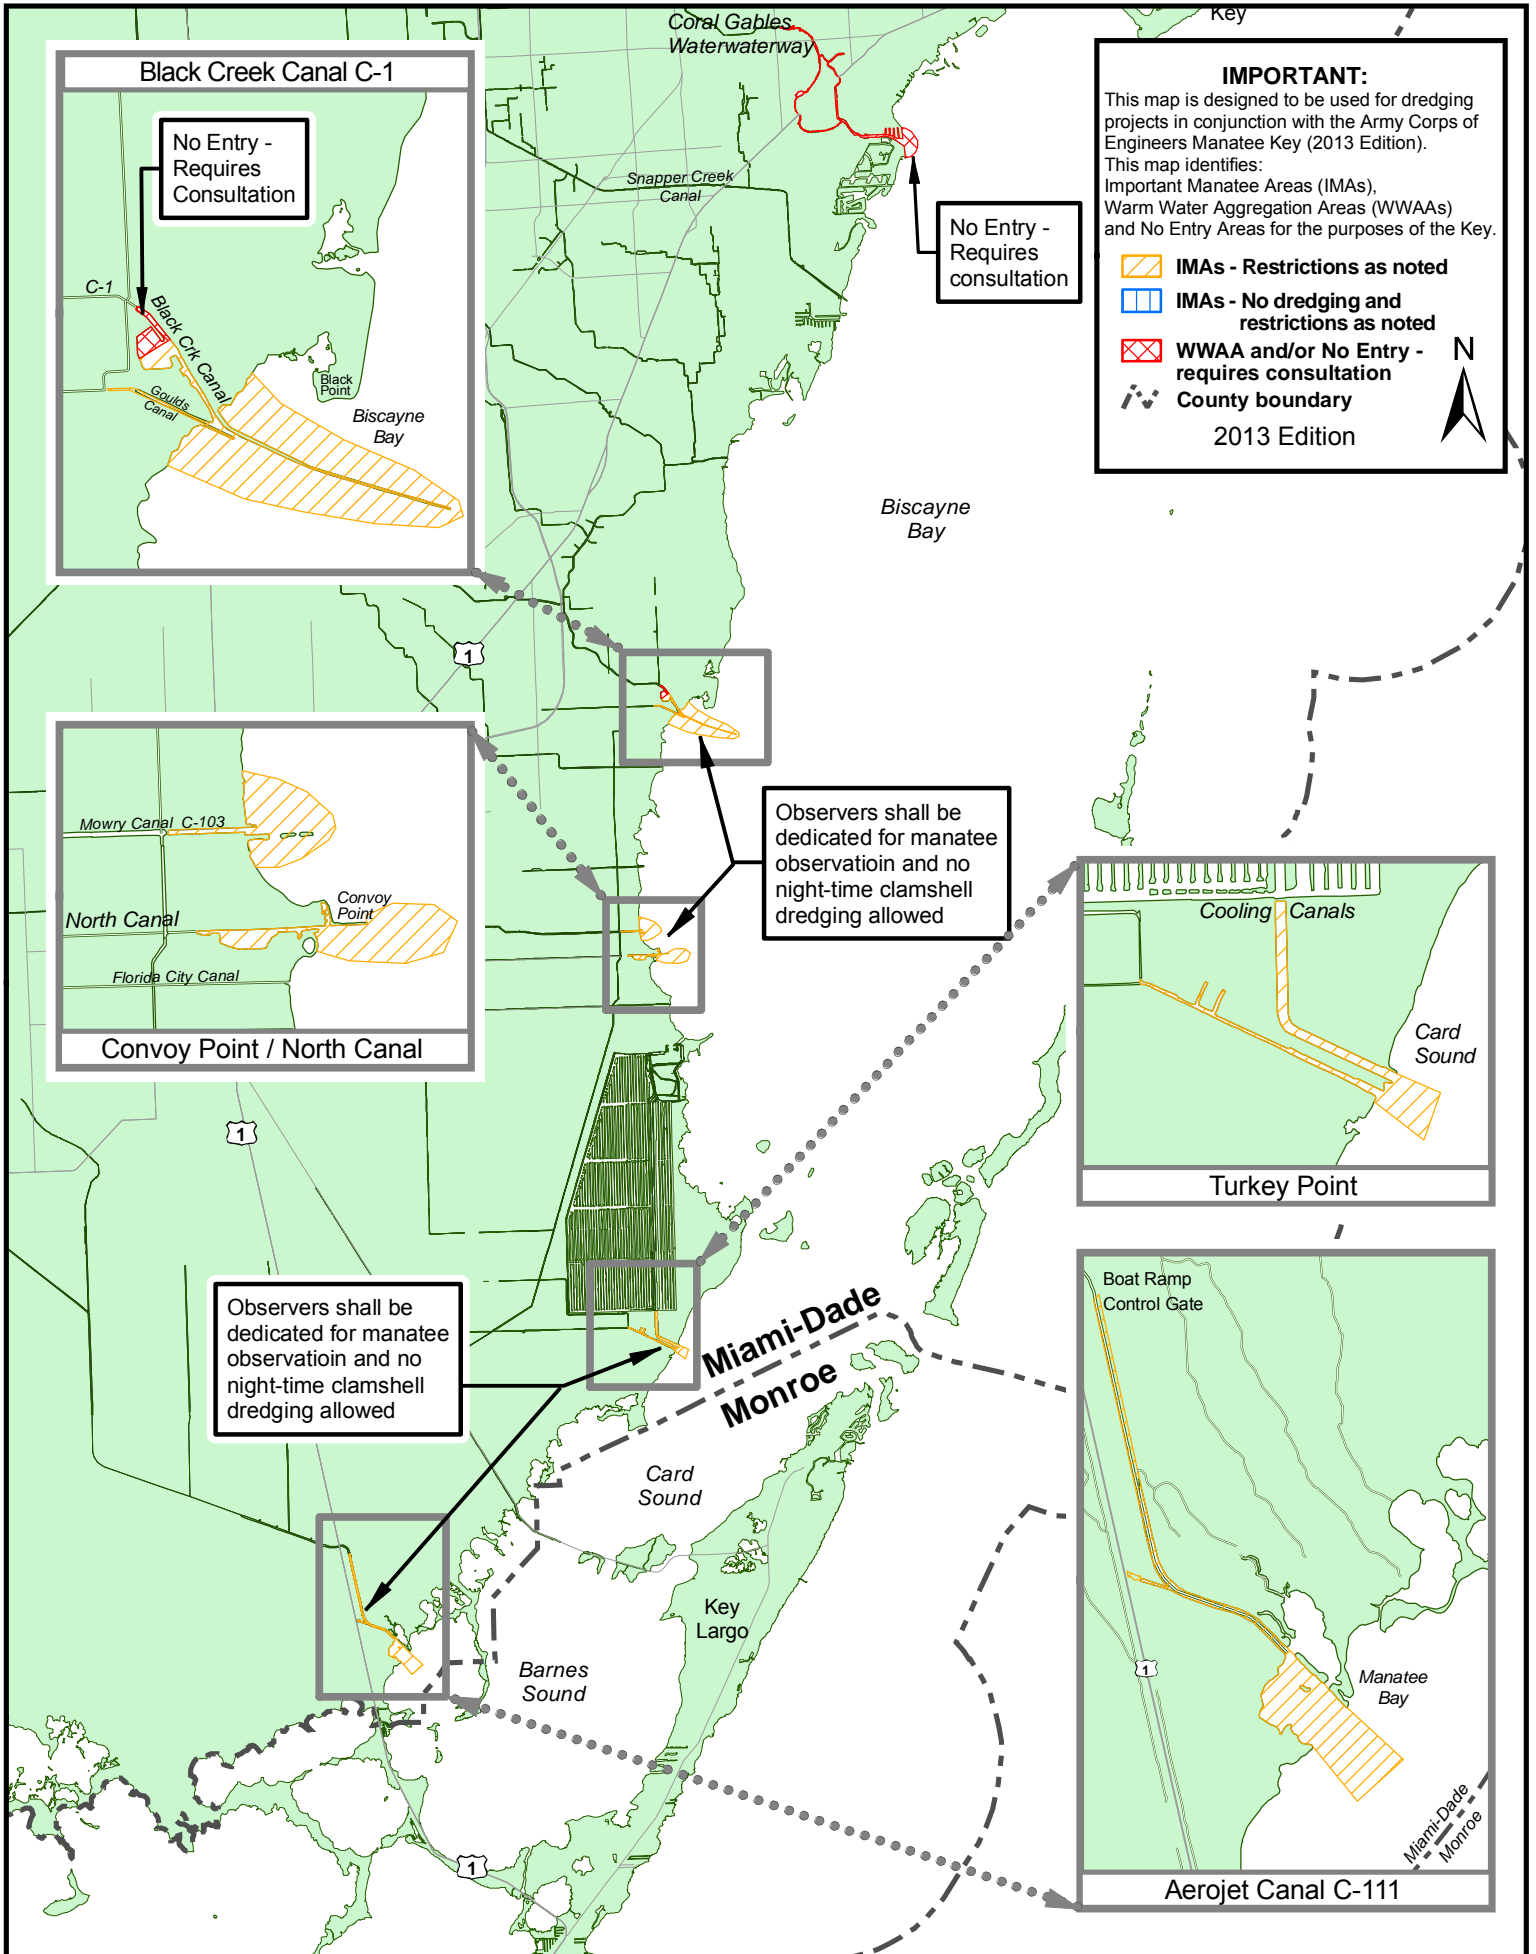 Key
Coral Gables
Waterwaterway
Black Creek Canal C-1
No Entry -
Requires
Consultation
C-1
Black Crk Canal
Goulds
Canal
Black
Point
Biscayne
Bay
Snapper Creek
Canal
No Entry -
Requires
consultation
IMPORTANT:
This map is designed to be used for dredging
projects in conjunction with the Army Corps of
Engineers Manatee Key (2013 Edition).
This map identifies:
Important Manatee Areas (IMAs),
Warm Water Aggregation Areas (WWAAs)
and No Entry Areas for the purposes of the Key.
IMAs - Restrictions as noted
IMAs - No dredging and
restrictions as noted
WWAA and/or No Entry -
requires consultation
County boundary
N
2013 Edition
Biscayne
Bay
1
Mowry Canal C-103
North Canal
Convoy
Point
Florida City Canal
Convoy Point / North Canal
Observers shall be
dedicated for manatee
observatioin and no
night-time clamshell
dredging allowed
1
Cooling Canals
Card
Sound
Turkey Point
Observers shall be
dedicated for manatee
observatioin and no
night-time clamshell
dredging allowed
Miami-Dade
Monroe
Card
Sound
Key
Largo
Barnes
Sound
1
Boat Ramp
Control Gate
1
Manatee
Bay
Miami-Dade
Monroe
Aerojet Canal C-111